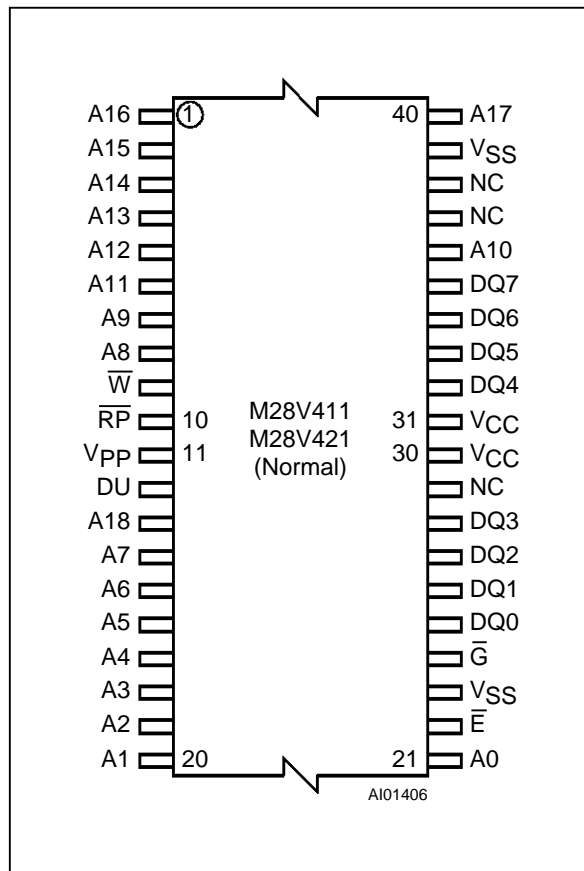 A16 1 40 A17
A15 VSS
A14 NC
A13 NC
A12 A10
A11 DQ7
A9 DQ6
A8 DQ5
W̅ DQ4
R̅P̅ 10 M28V411 31 VCC
M28V421
VPP 11 (Normal) 30 VCC
DU NC
A18 DQ3
A7 DQ2
A6 DQ1
A5 DQ0
A4 G̅
A3 VSS
A2 E̅
A1 20 21 A0
AI01406